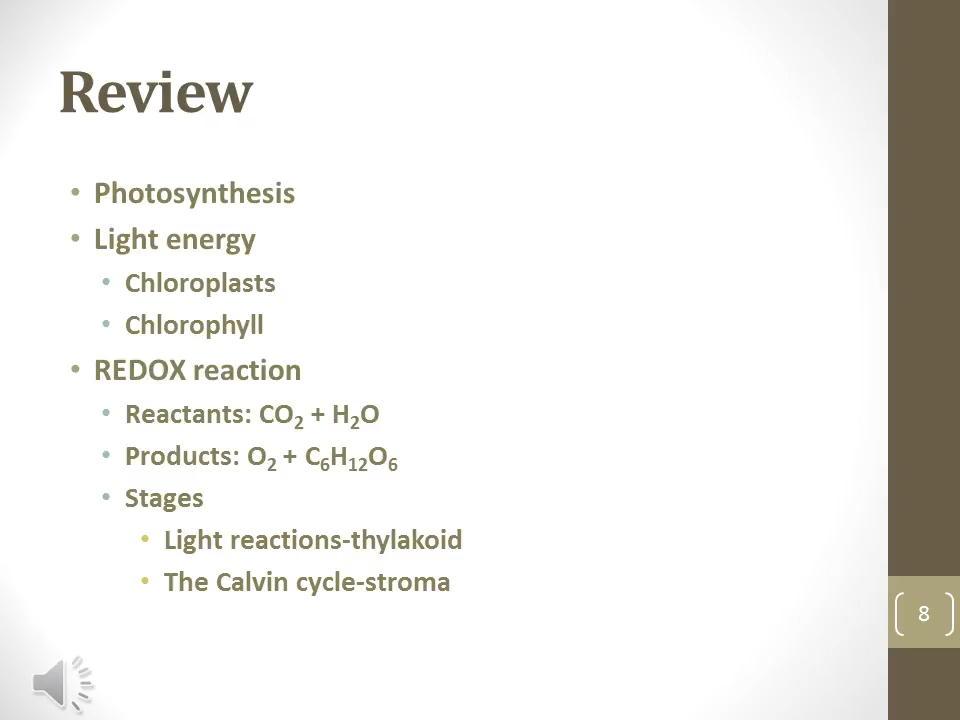 Review
• Photosynthesis
• Light energy
• Chloroplasts
• Chlorophyll
• REDOX reaction
• Reactants: CO₂ + H₂O
• Products: O₂ + C₆H₁₂O₆
• Stages
• Light reactions-thylakoid
• The Calvin cycle-stroma
8